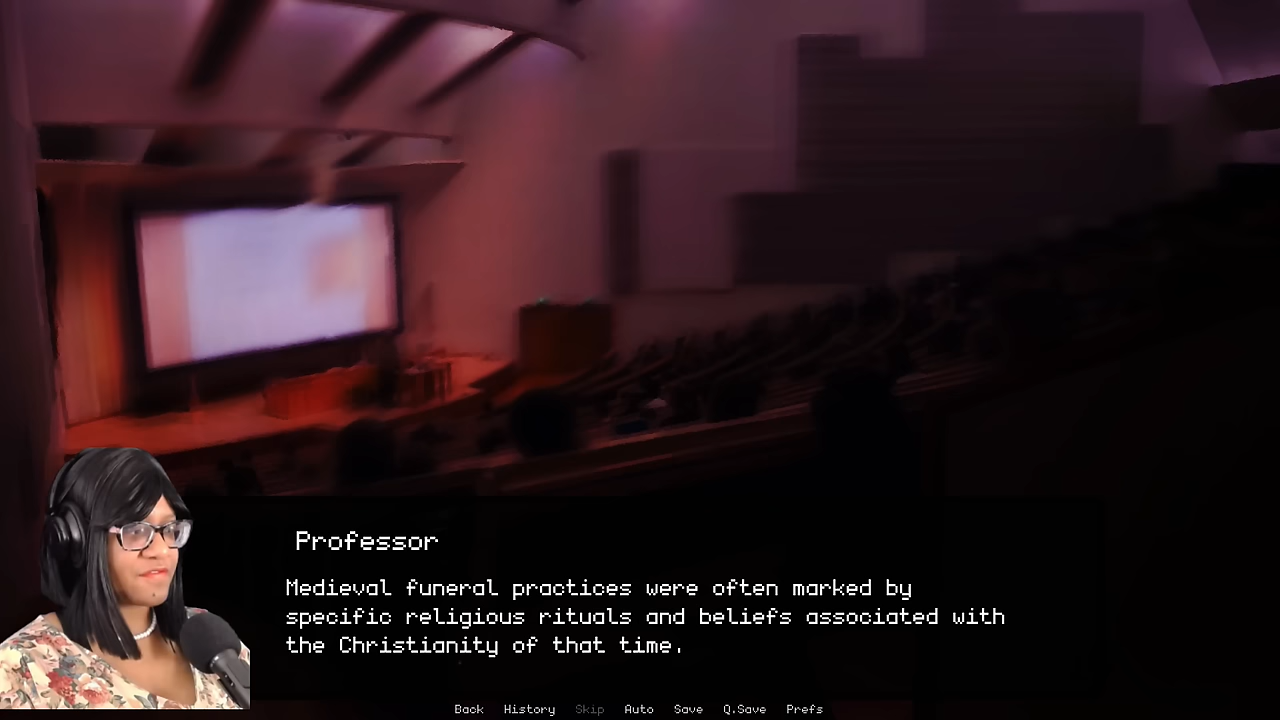 Professor
Medieval funeral practices were often marked by
specific religious rituals and beliefs associated with
the Christianity of that time.
Back History Skip Auto Save Q.Save Prefs